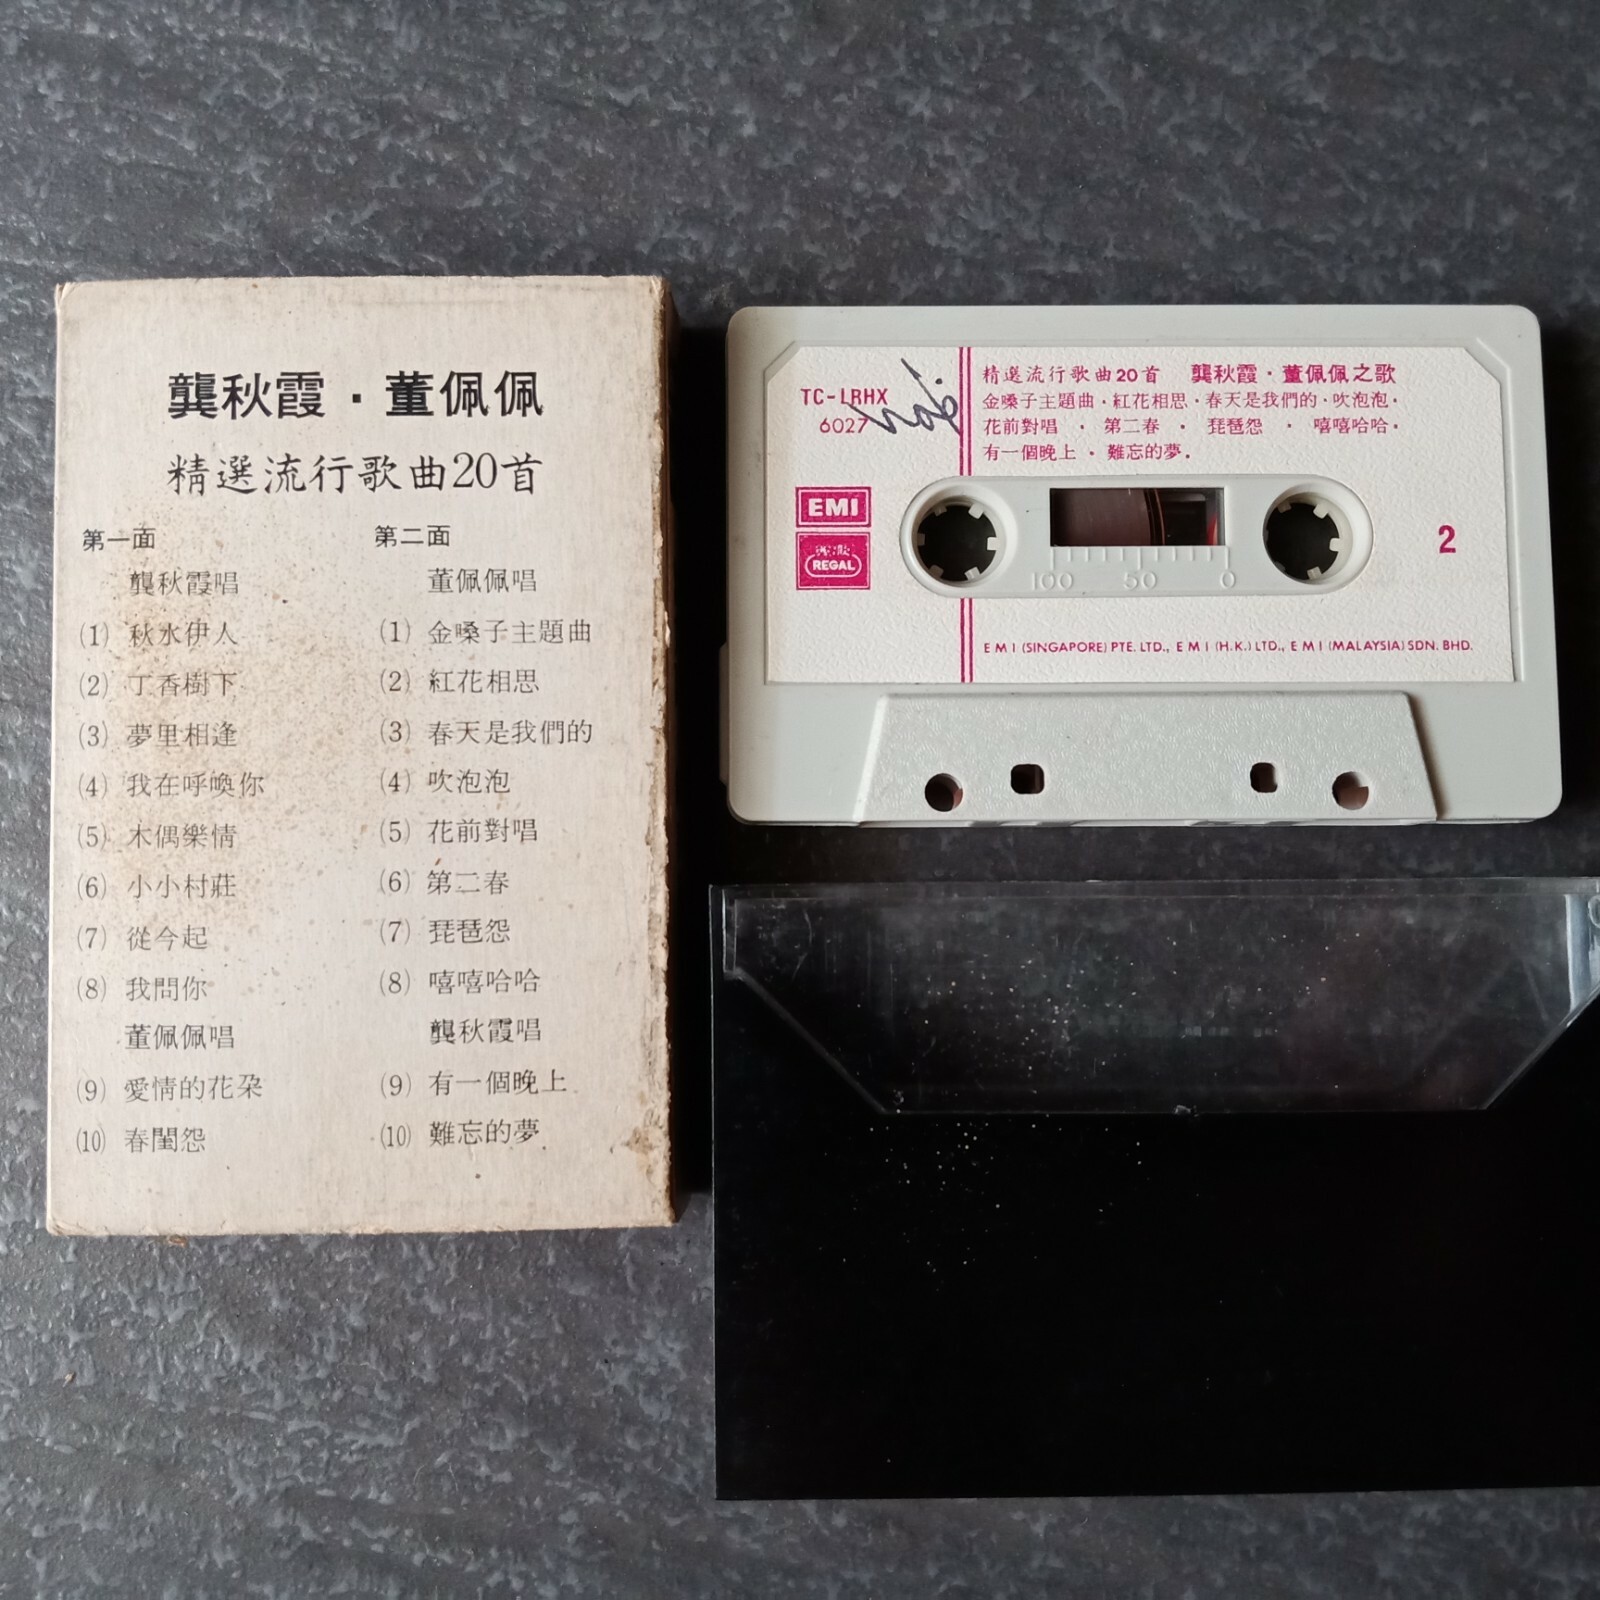 龔秋霞・董佩佩
精選流行歌曲20首
第一面
龔秋霞唱
(1) 秋水伊人
(2) 丁香樹下
(3) 夢里相逢
(4) 我在呼喚你
(5) 木偶樂情
(6) 小小村莊
(7) 從今起
(8) 我問你
董佩佩唱
(9) 愛情的花朶
(10) 春閨怨
第二面
董佩佩唱
(1) 金嗓子主題曲
(2) 紅花相思
(3) 春天是我們的
(4) 吹泡泡
(5) 花前對唱
(6) 第二春
(7) 琵琶怨
(8) 嘻嘻哈哈
龔秋霞唱
(9) 有一個晚上
(10) 難忘的夢
TC-LRHX
6027
精選流行歌曲20首 龔秋霞・董佩佩之歌
金嗓子主題曲・紅花相思・春天是我們的・吹泡泡・
花前對唱 ・ 第二春 ・ 琵琶怨 ・ 嘻嘻哈哈・
有一個晚上・難忘的夢.
EMI
REGAL
100 50 0
2
E M I (SINGAPORE) PTE. LTD., E M I (H.K.) LTD., E M I (MALAYSIA) SDN. BHD.